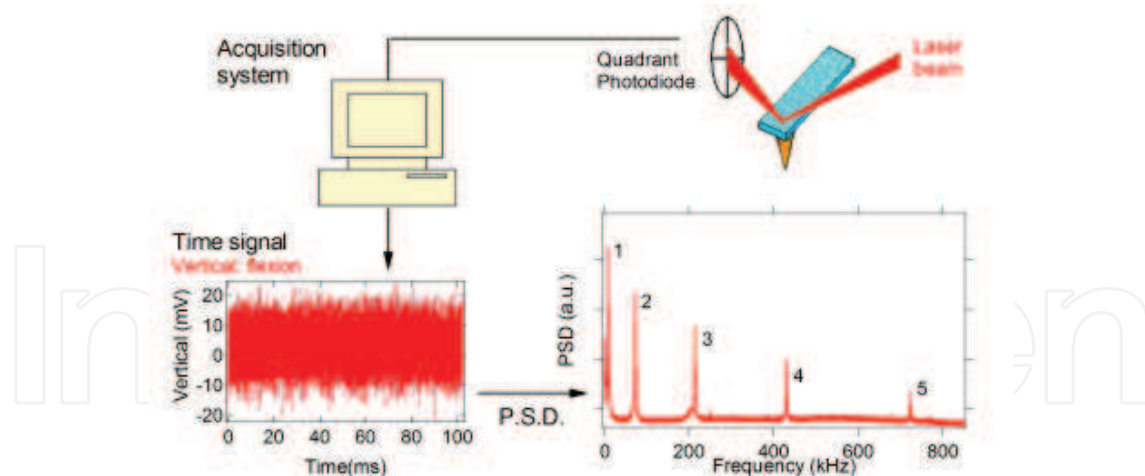 Acquisition
system
Quadrant
Photodiode
Laser
beam
Time signal
Vertical: flexion
Vertical (mV)
20
10
0
-10
-20
0 20 40 60 80 100
Time(ms)
P.S.D.
PSD (a.u.)
1
2
3
4
5
0 200 400 600 800
Frequency (kHz)